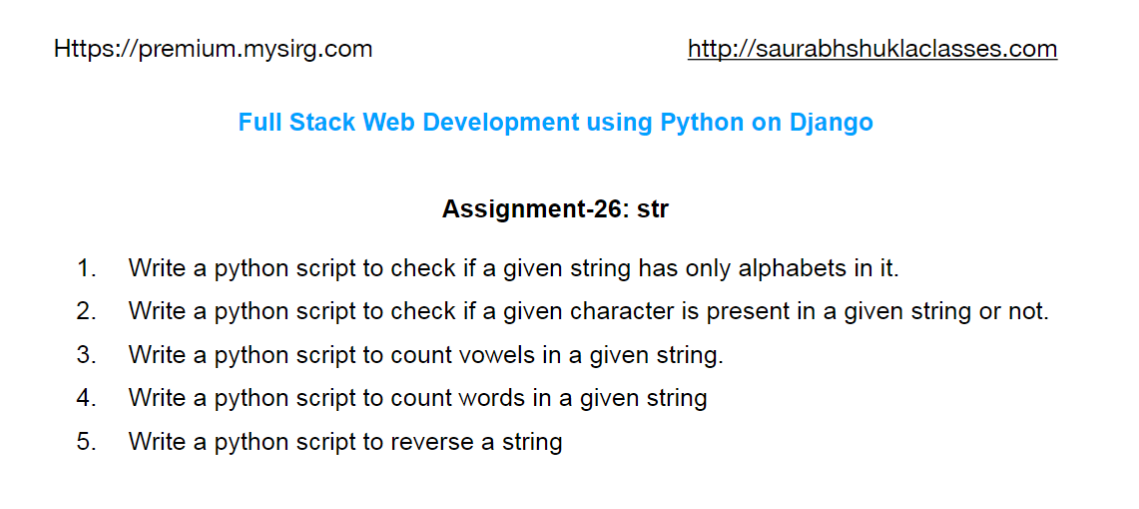 Https://premium.mysirg.com http://saurabhshuklaclasses.com
Full Stack Web Development using Python on Django
Assignment-26: str
1. Write a python script to check if a given string has only alphabets in it.
2. Write a python script to check if a given character is present in a given string or not.
3. Write a python script to count vowels in a given string.
4. Write a python script to count words in a given string
5. Write a python script to reverse a string